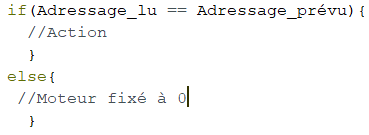 if(Adressage_lu == Adressage_prévu){
//Action
}
else{
//Moteur fixé à 0
}